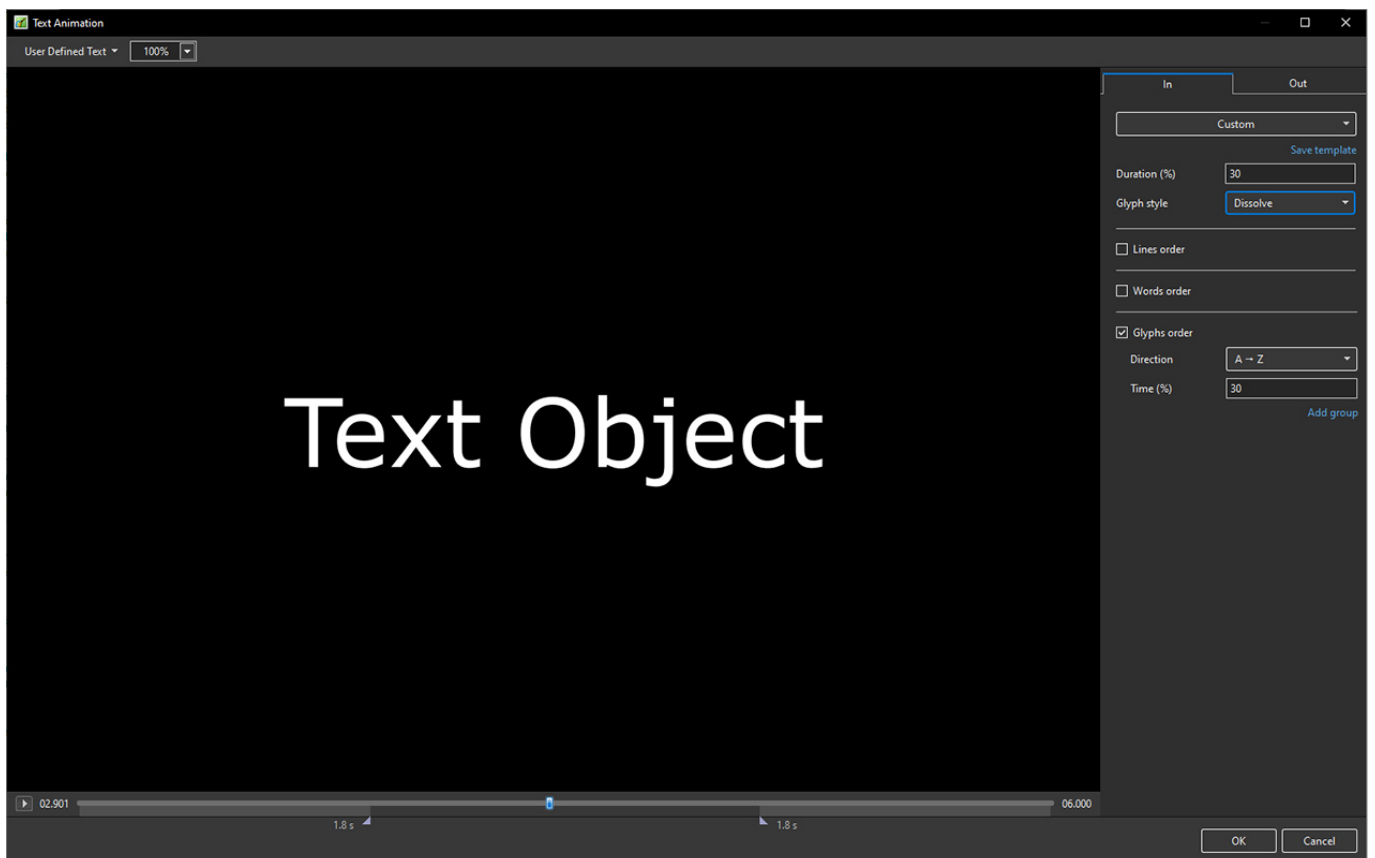 Text Animation
User Defined Text 100%
In Out
Custom
Save template
Duration (%) 30
Glyph style Dissolve
Lines order
Words order
Glyphs order
Direction A → Z
Time (%) 30
Add group
Text Object
02.901 06.000
1.8 s 1.8 s
OK Cancel